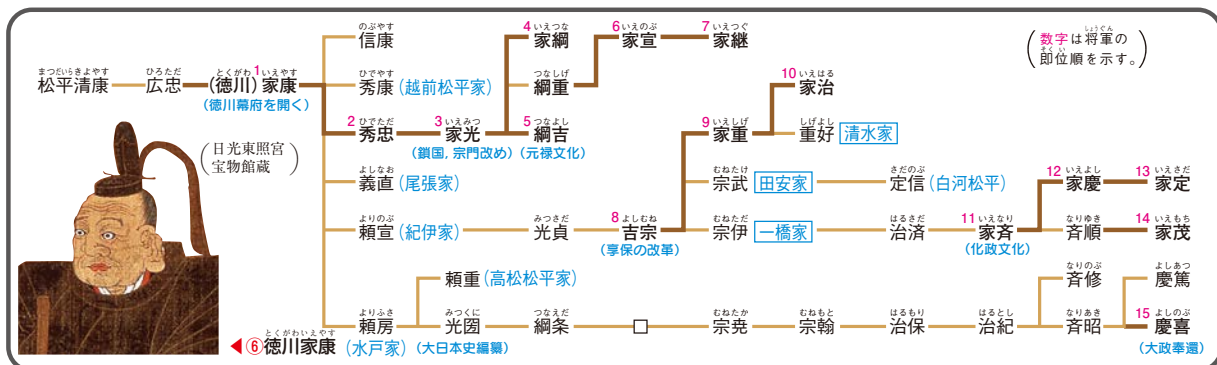 のぶやす
信康
4 いえつな
家綱
6 いえのぶ
家宣
7 いえつぐ
家継
(数字は将軍の
即位順を示す。)
しょうぐん
そくい
まつだいらきよやす
松平清康
ひろただ
広忠
とくがわ 1 いえやす
(徳川)家康
(徳川幕府を開く)
ひでやす
秀康(越前松平家)
つなしげ
綱重
10 いえはる
家治
2 ひでただ
秀忠
3 いえみつ
家光
(鎖国, 宗門改め)
5 つなよし
綱吉
(元禄文化)
9 いえしげ
家重
しげよし
重好 清水家
(日光東照宮
宝物館蔵)
よしなお
義直(尾張家)
むねたけ
宗武 田安家
さだのぶ
定信(白河松平)
12 いえよし
家慶
13 いえさだ
家定
よりのぶ
頼宣(紀伊家)
みつさだ
光貞
8 よしむね
吉宗
(享保の改革)
むねただ
宗伊 一橋家
はるさだ
治済
11 いえなり
家斉
(化政文化)
なりゆき
斉順
14 いえもち
家茂
頼重(高松松平家)
なりのぶ
斉修
よしあつ
慶篤
よりふさ
頼房
(水戸家)
みつくに
光圀
(大日本史編纂)
つなえだ
綱条
むねたか
宗尭
むねもと
宗翰
はるもり
治保
はるとし
治紀
なりあき
斉昭
15 よしのぶ
慶喜
(大政奉還)
とくがわいえやす
◀⑥徳川家康